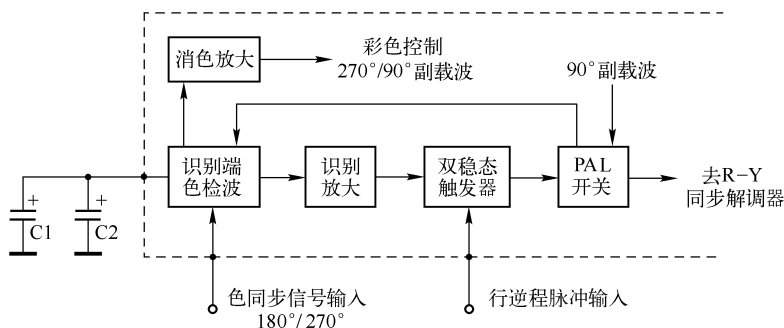 消色放大
彩色控制
270°/90°副载波
90°副载波
识别端
色检波
识别
放大
双稳态
触发器
PAL
开关
去R-Y
同步解调器
+
C1
+
C2
色同步信号输入
180°/270°
行逆程脉冲输入